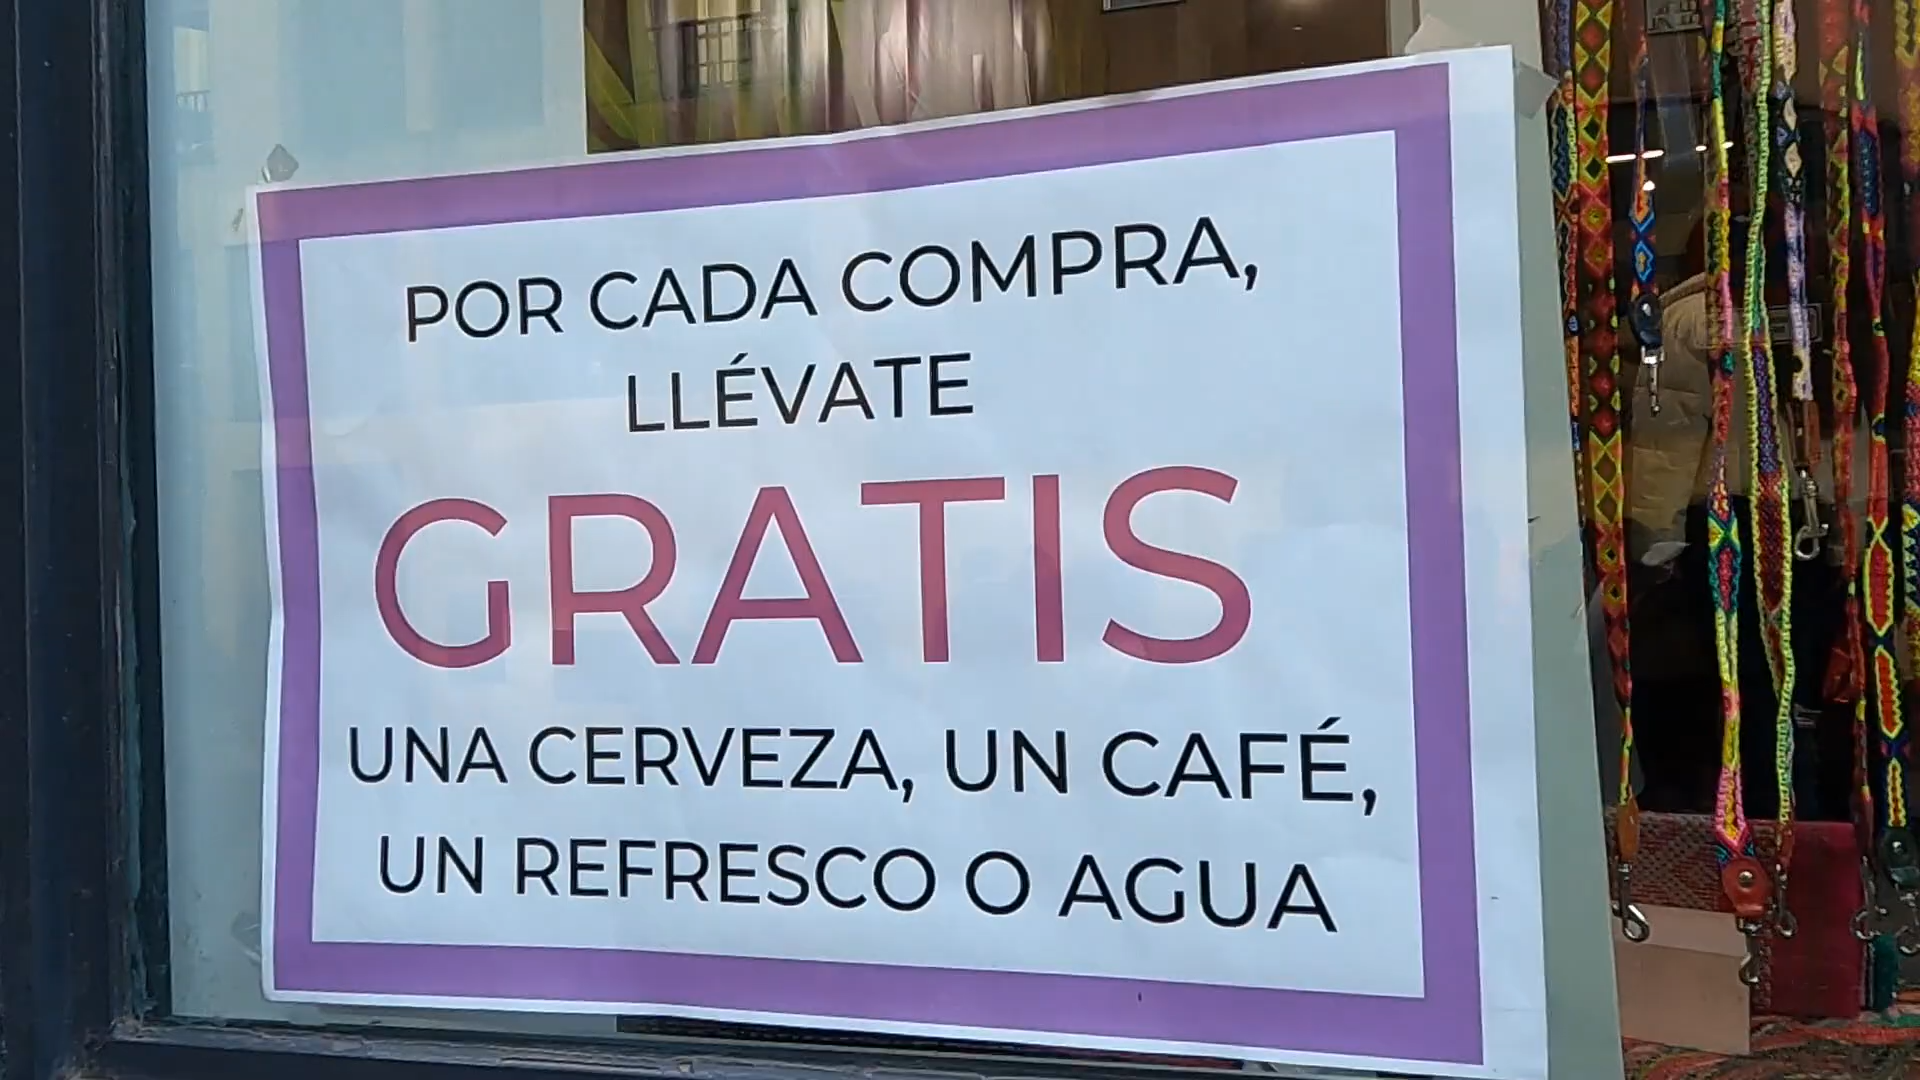 POR CADA COMPRA,
LLÉVATE
GRATIS
UNA CERVEZA, UN CAFÉ,
UN REFRESCO O AGUA